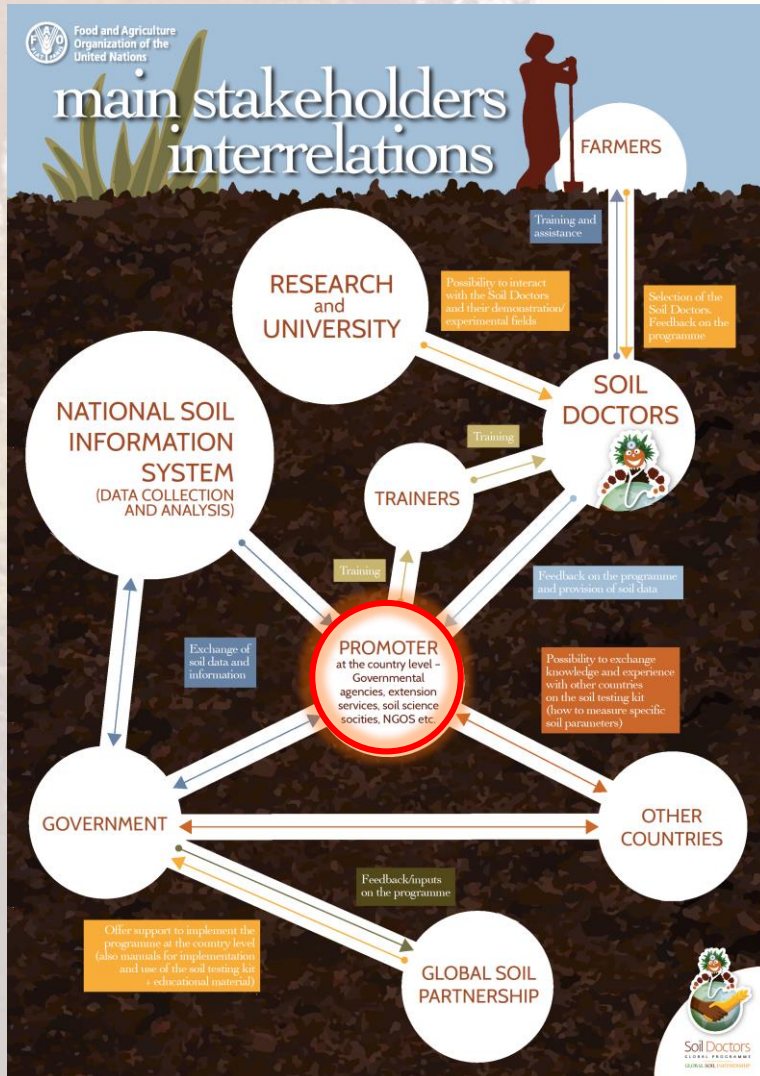 Food and Agriculture
Organization of the
United Nations
main stakeholders
interrelations
FARMERS
Training and
assistance
RESEARCH
and
UNIVERSITY
Possibility to interact
with the Soil Doctors
and their demonstration/
experimental fields
Selection of the
Soil Doctors.
Feedback on the
programme
SOIL
DOCTORS
NATIONAL SOIL
INFORMATION
SYSTEM
(DATA COLLECTION
AND ANALYSIS)
Training
TRAINERS
Training
Feedback on the programme
and provision of soil data
PROMOTER
at the country level –
Governmental
agencies, extension
services, soil science
socities, NGOS etc.
Exchange of
soil data and
information
Possibility to exchange
knowledge and experience
with other countries
on the soil testing kit
(how to measure specific
soil parameters)
GOVERNMENT
OTHER
COUNTRIES
Feedback/inputs
on the programme
Offer support to implement the
programme at the country level
(also manuals for implementation
and use of the soil testing kit
+ educational material)
GLOBAL SOIL
PARTNERSHIP
Soil Doctors
GLOBAL PROGRAMME
GLOBAL SOIL PARTNERSHIP